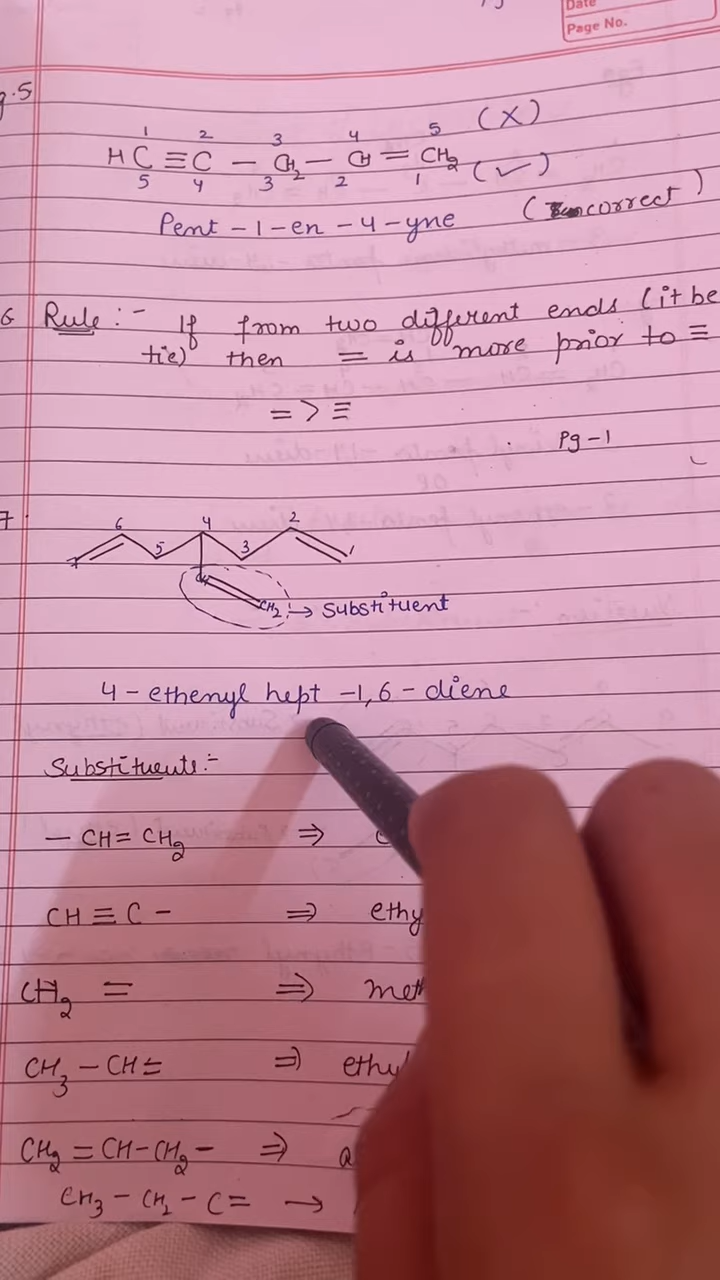 Date
Page No.
g.5
1 2 3 4 5 (X)
HC ≡ C — CH₂ — CH = CH₂
5 4 3 2 1 (✓)
Pent - 1 - en - 4 - yne (correct)
6 Rule :- If from two different ends (it be
tie) then = is more prior to ≡
= > ≡
Pg - 1
7.
7 6 5 4 3 2 1
CH CH₂ → Substituent
4 - ethenyl hept - 1,6 - diene
Substituents :-
— CH = CH₂ ⇒ e
CH ≡ C - ⇒ ethy
CH₂ = ⇒ meth
CH₃ - CH = ⇒ ethyl
CH₂ = CH - CH₂ - ⇒ a
CH₃ - CH₂ - C = →